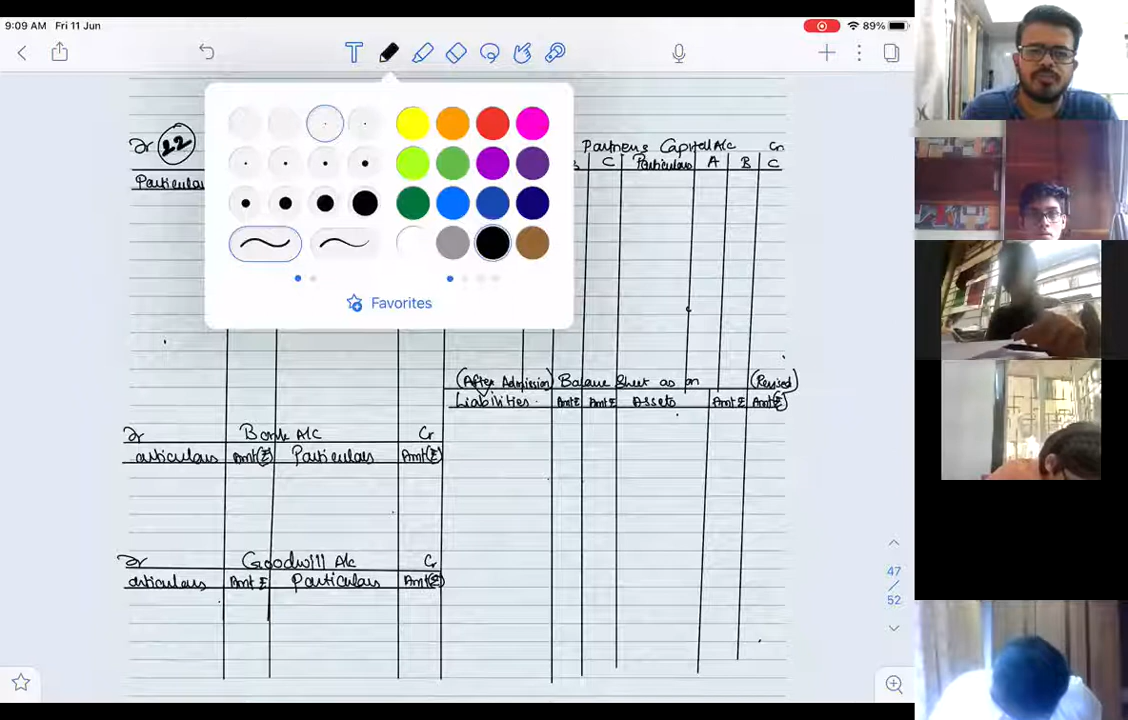 9:09 AM Fri 11 Jun
89%
T
Dr 22
Partners Capital A/c Cr
C Particulars A B C
Particulars
Favorites
(After Admission) Balance Sheet as on (Revised)
Liabilities Amt ₹ Amt ₹ Assets Amt ₹ Amt(₹)
Dr Bank A/c Cr
articulars Amt(₹) Particulars Amt(₹)
Dr Goodwill A/c Cr
articulars Amt ₹ Particulars Amt(₹)
47
/
52